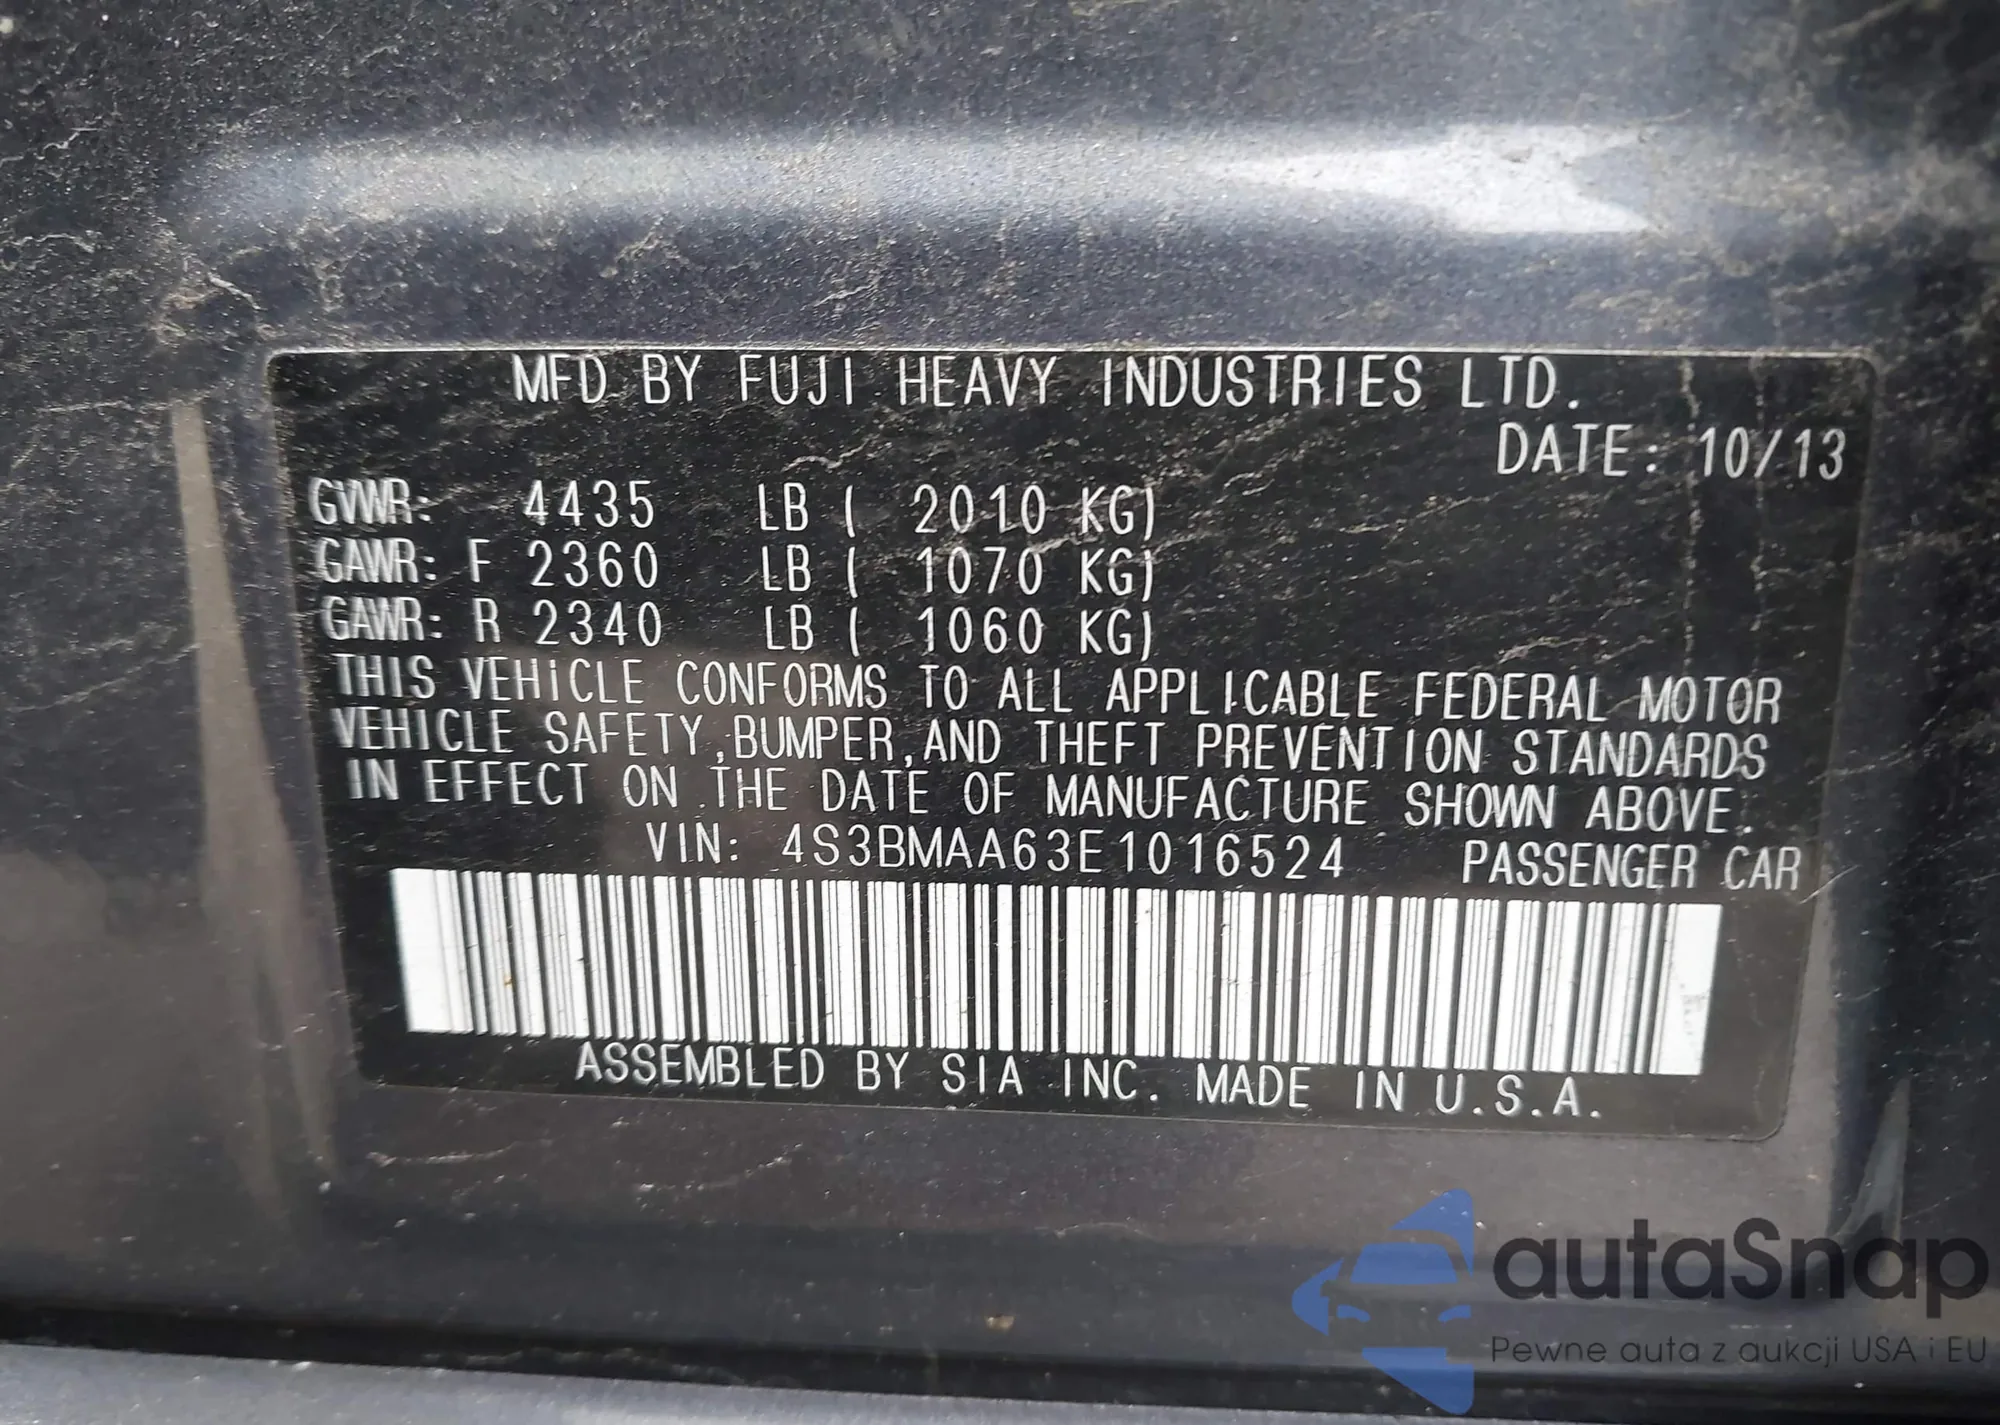 MFD BY FUJI HEAVY INDUSTRIES LTD.
DATE: 10/13
GVWR: 4435 LB ( 2010 KG)
GAWR: F 2360 LB ( 1070 KG)
GAWR: R 2340 LB ( 1060 KG)
THIS VEHICLE CONFORMS TO ALL APPLICABLE FEDERAL MOTOR
VEHICLE SAFETY,BUMPER,AND THEFT PREVENTION STANDARDS
IN EFFECT ON THE DATE OF MANUFACTURE SHOWN ABOVE.
VIN: 4S3BMAA63E1016524 PASSENGER CAR
ASSEMBLED BY SIA INC. MADE IN U.S.A.
autaSnap
Pewne auta z aukcji USA i EU